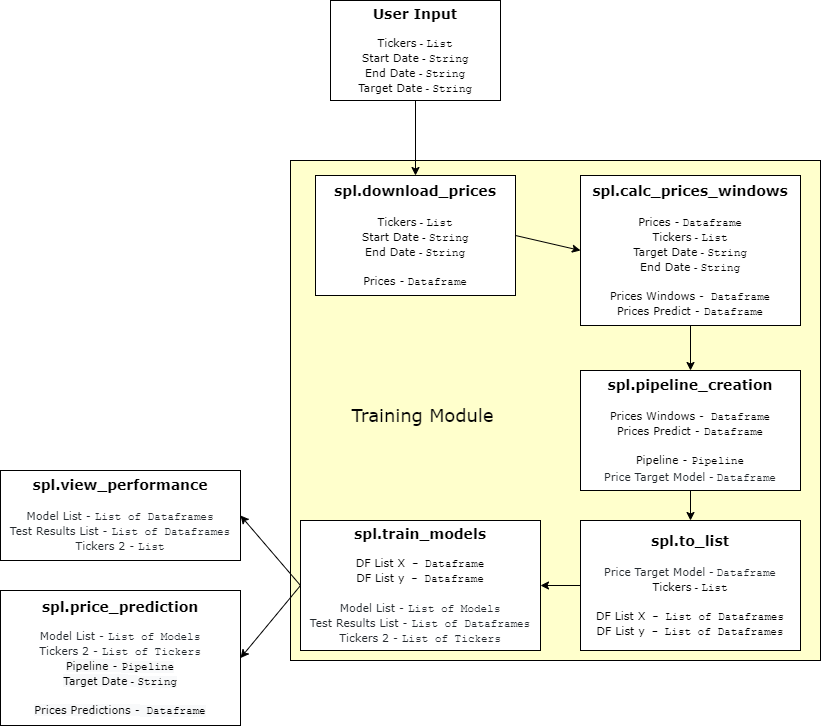 User Input
Tickers - List
Start Date - String
End Date - String
Target Date - String
spl.download_prices
Tickers - List
Start Date - String
End Date - String
Prices - Dataframe
spl.calc_prices_windows
Prices - Dataframe
Tickers - List
Target Date - String
End Date - String
Prices Windows - Dataframe
Prices Predict - Dataframe
spl.pipeline_creation
Prices Windows - Dataframe
Prices Predict - Dataframe
Pipeline - Pipeline
Price Target Model - Dataframe
Training Module
spl.to_list
Price Target Model - Dataframe
Tickers - List
DF List X - List of Dataframes
DF List y - List of Dataframes
spl.train_models
DF List X - Dataframe
DF List y - Dataframe
Model List - List of Models
Test Results List - List of Dataframes
Tickers 2 - List of Tickers
spl.view_performance
Model List - List of Dataframes
Test Results List - List of Dataframes
Tickers 2 - List
spl.price_prediction
Model List - List of Models
Tickers 2 - List of Tickers
Pipeline - Pipeline
Target Date - String
Prices Predictions - Dataframe